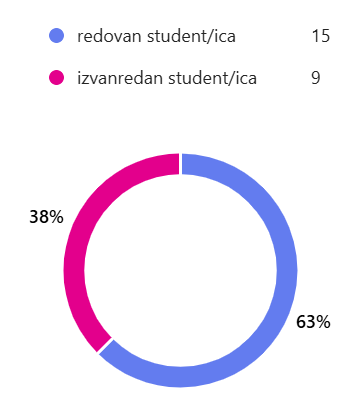 redovan student/ica 15
izvanredan student/ica 9
38%
63%